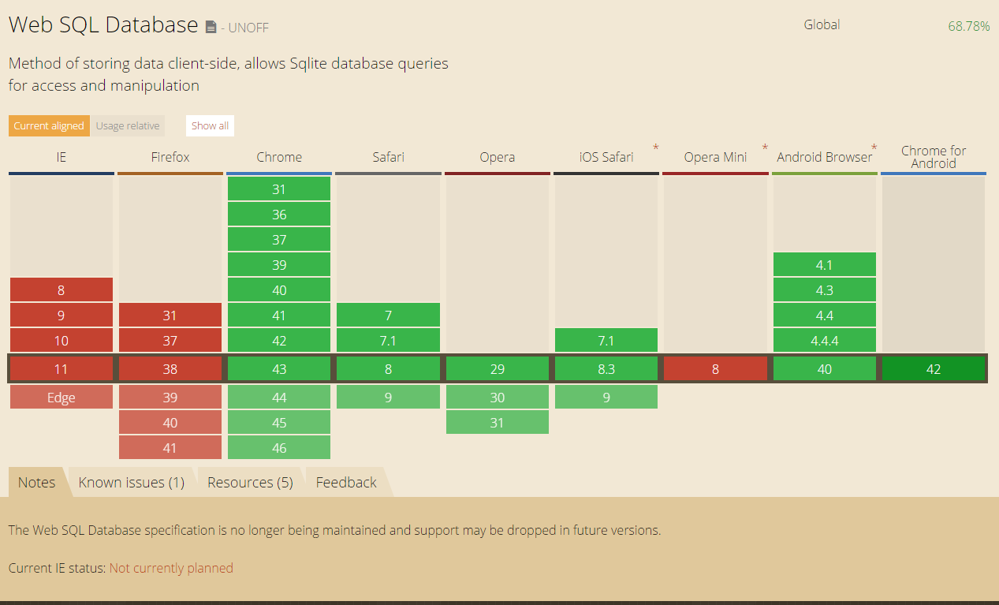 Web SQL Database - UNOFF
Global 68.78%
Method of storing data client-side, allows Sqlite database queries
for access and manipulation
Current aligned Usage relative Show all
IE Firefox Chrome Safari Opera iOS Safari * Opera Mini * Android Browser * Chrome for
Android
31
36
37
39 4.1
8 40 4.3
9 31 41 7 4.4
10 37 42 7.1 7.1 4.4.4
11 38 43 8 29 8.3 8 40 42
Edge 39 44 9 30 9
40 45 31
41 46
Notes Known issues (1) Resources (5) Feedback
The Web SQL Database specification is no longer being maintained and support may be dropped in future versions.
Current IE status: Not currently planned